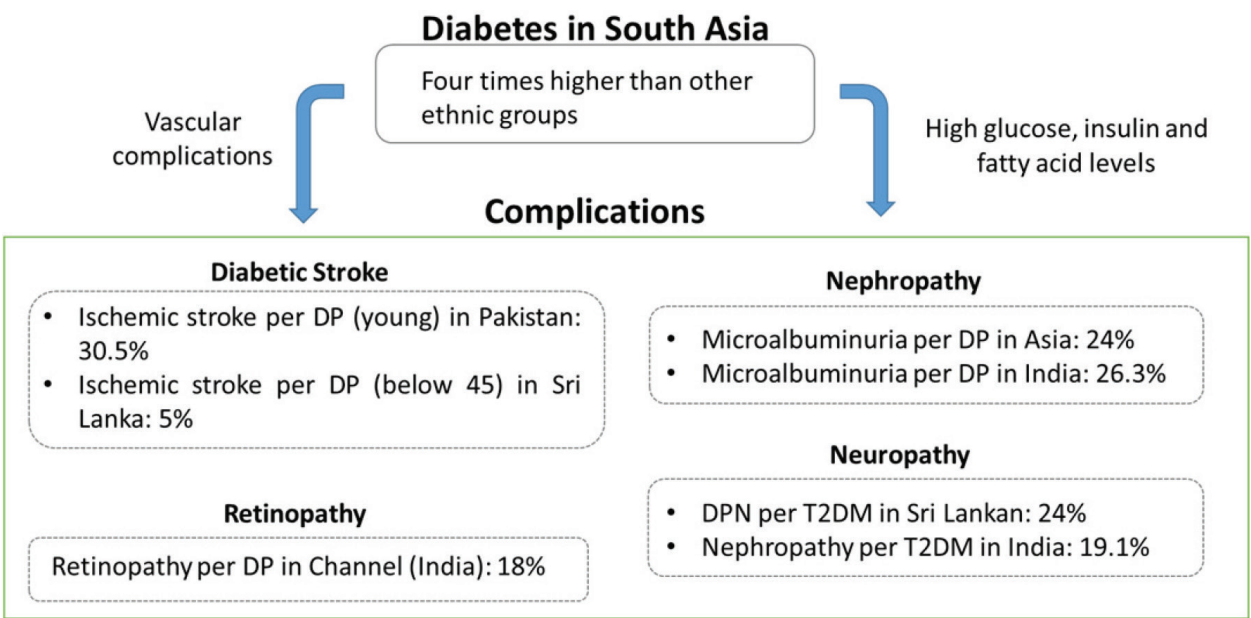 Diabetes in South Asia
Four times higher than other
ethnic groups
Vascular
complications
High glucose, insulin and
fatty acid levels
Complications
Diabetic Stroke
• Ischemic stroke per DP (young) in Pakistan:
30.5%
• Ischemic stroke per DP (below 45) in Sri
Lanka: 5%
Retinopathy
Retinopathy per DP in Channel (India): 18%
Nephropathy
• Microalbuminuria per DP in Asia: 24%
• Microalbuminuria per DP in India: 26.3%
Neuropathy
• DPN per T2DM in Sri Lankan: 24%
• Nephropathy per T2DM in India: 19.1%